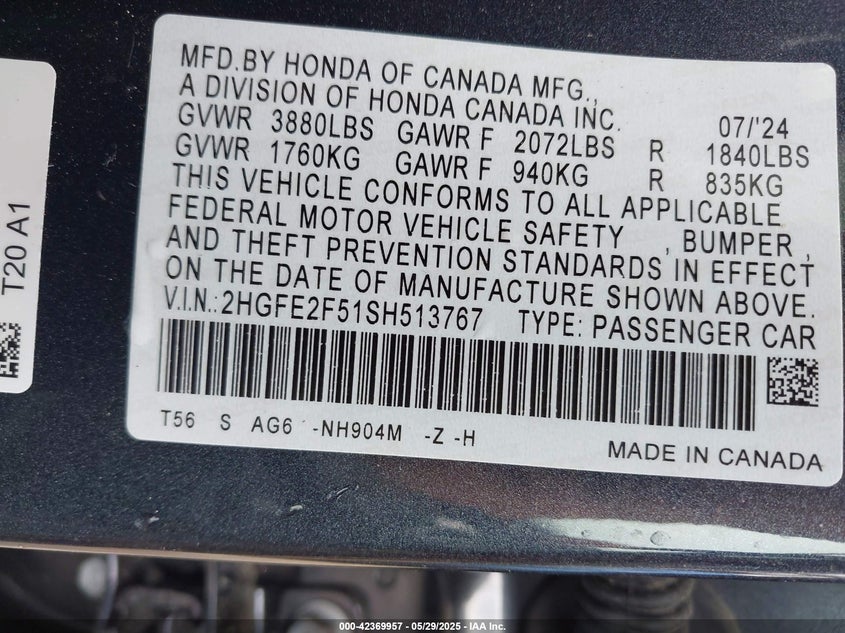 MFD.BY HONDA OF CANADA MFG.,
A DIVISION OF HONDA CANADA INC. 07/'24
GVWR 3880LBS GAWR F 2072LBS R 1840LBS
GVWR 1760KG GAWR F 940KG R 835KG
THIS VEHICLE CONFORMS TO ALL APPLICABLE
FEDERAL MOTOR VEHICLE SAFETY , BUMPER ,
AND THEFT PREVENTION STANDARDS IN EFFECT
ON THE DATE OF MANUFACTURE SHOWN ABOVE.
V.I.N.: 2HGFE2F51SH513767 TYPE: PASSENGER CAR
T56 S AG6 -NH904M -Z -H
MADE IN CANADA
T20 A1
000-42369957 - 05/29/2025 - IAA Inc.